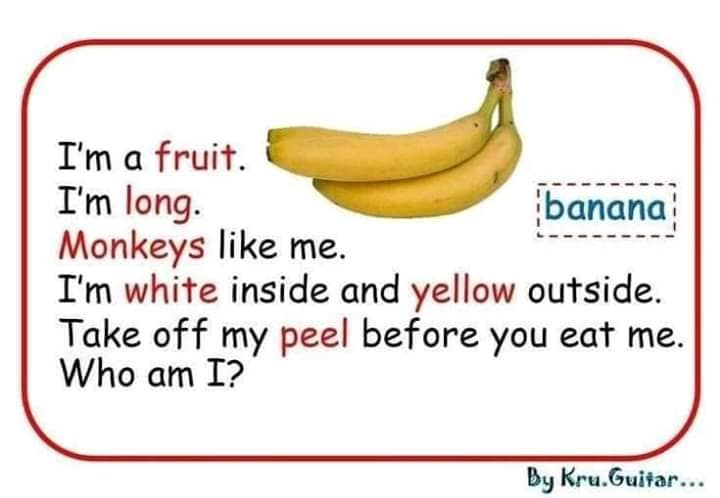 I'm a fruit.
I'm long.
banana
Monkeys like me.
I'm white inside and yellow outside.
Take off my peel before you eat me.
Who am I?
By Kru.Guitar...